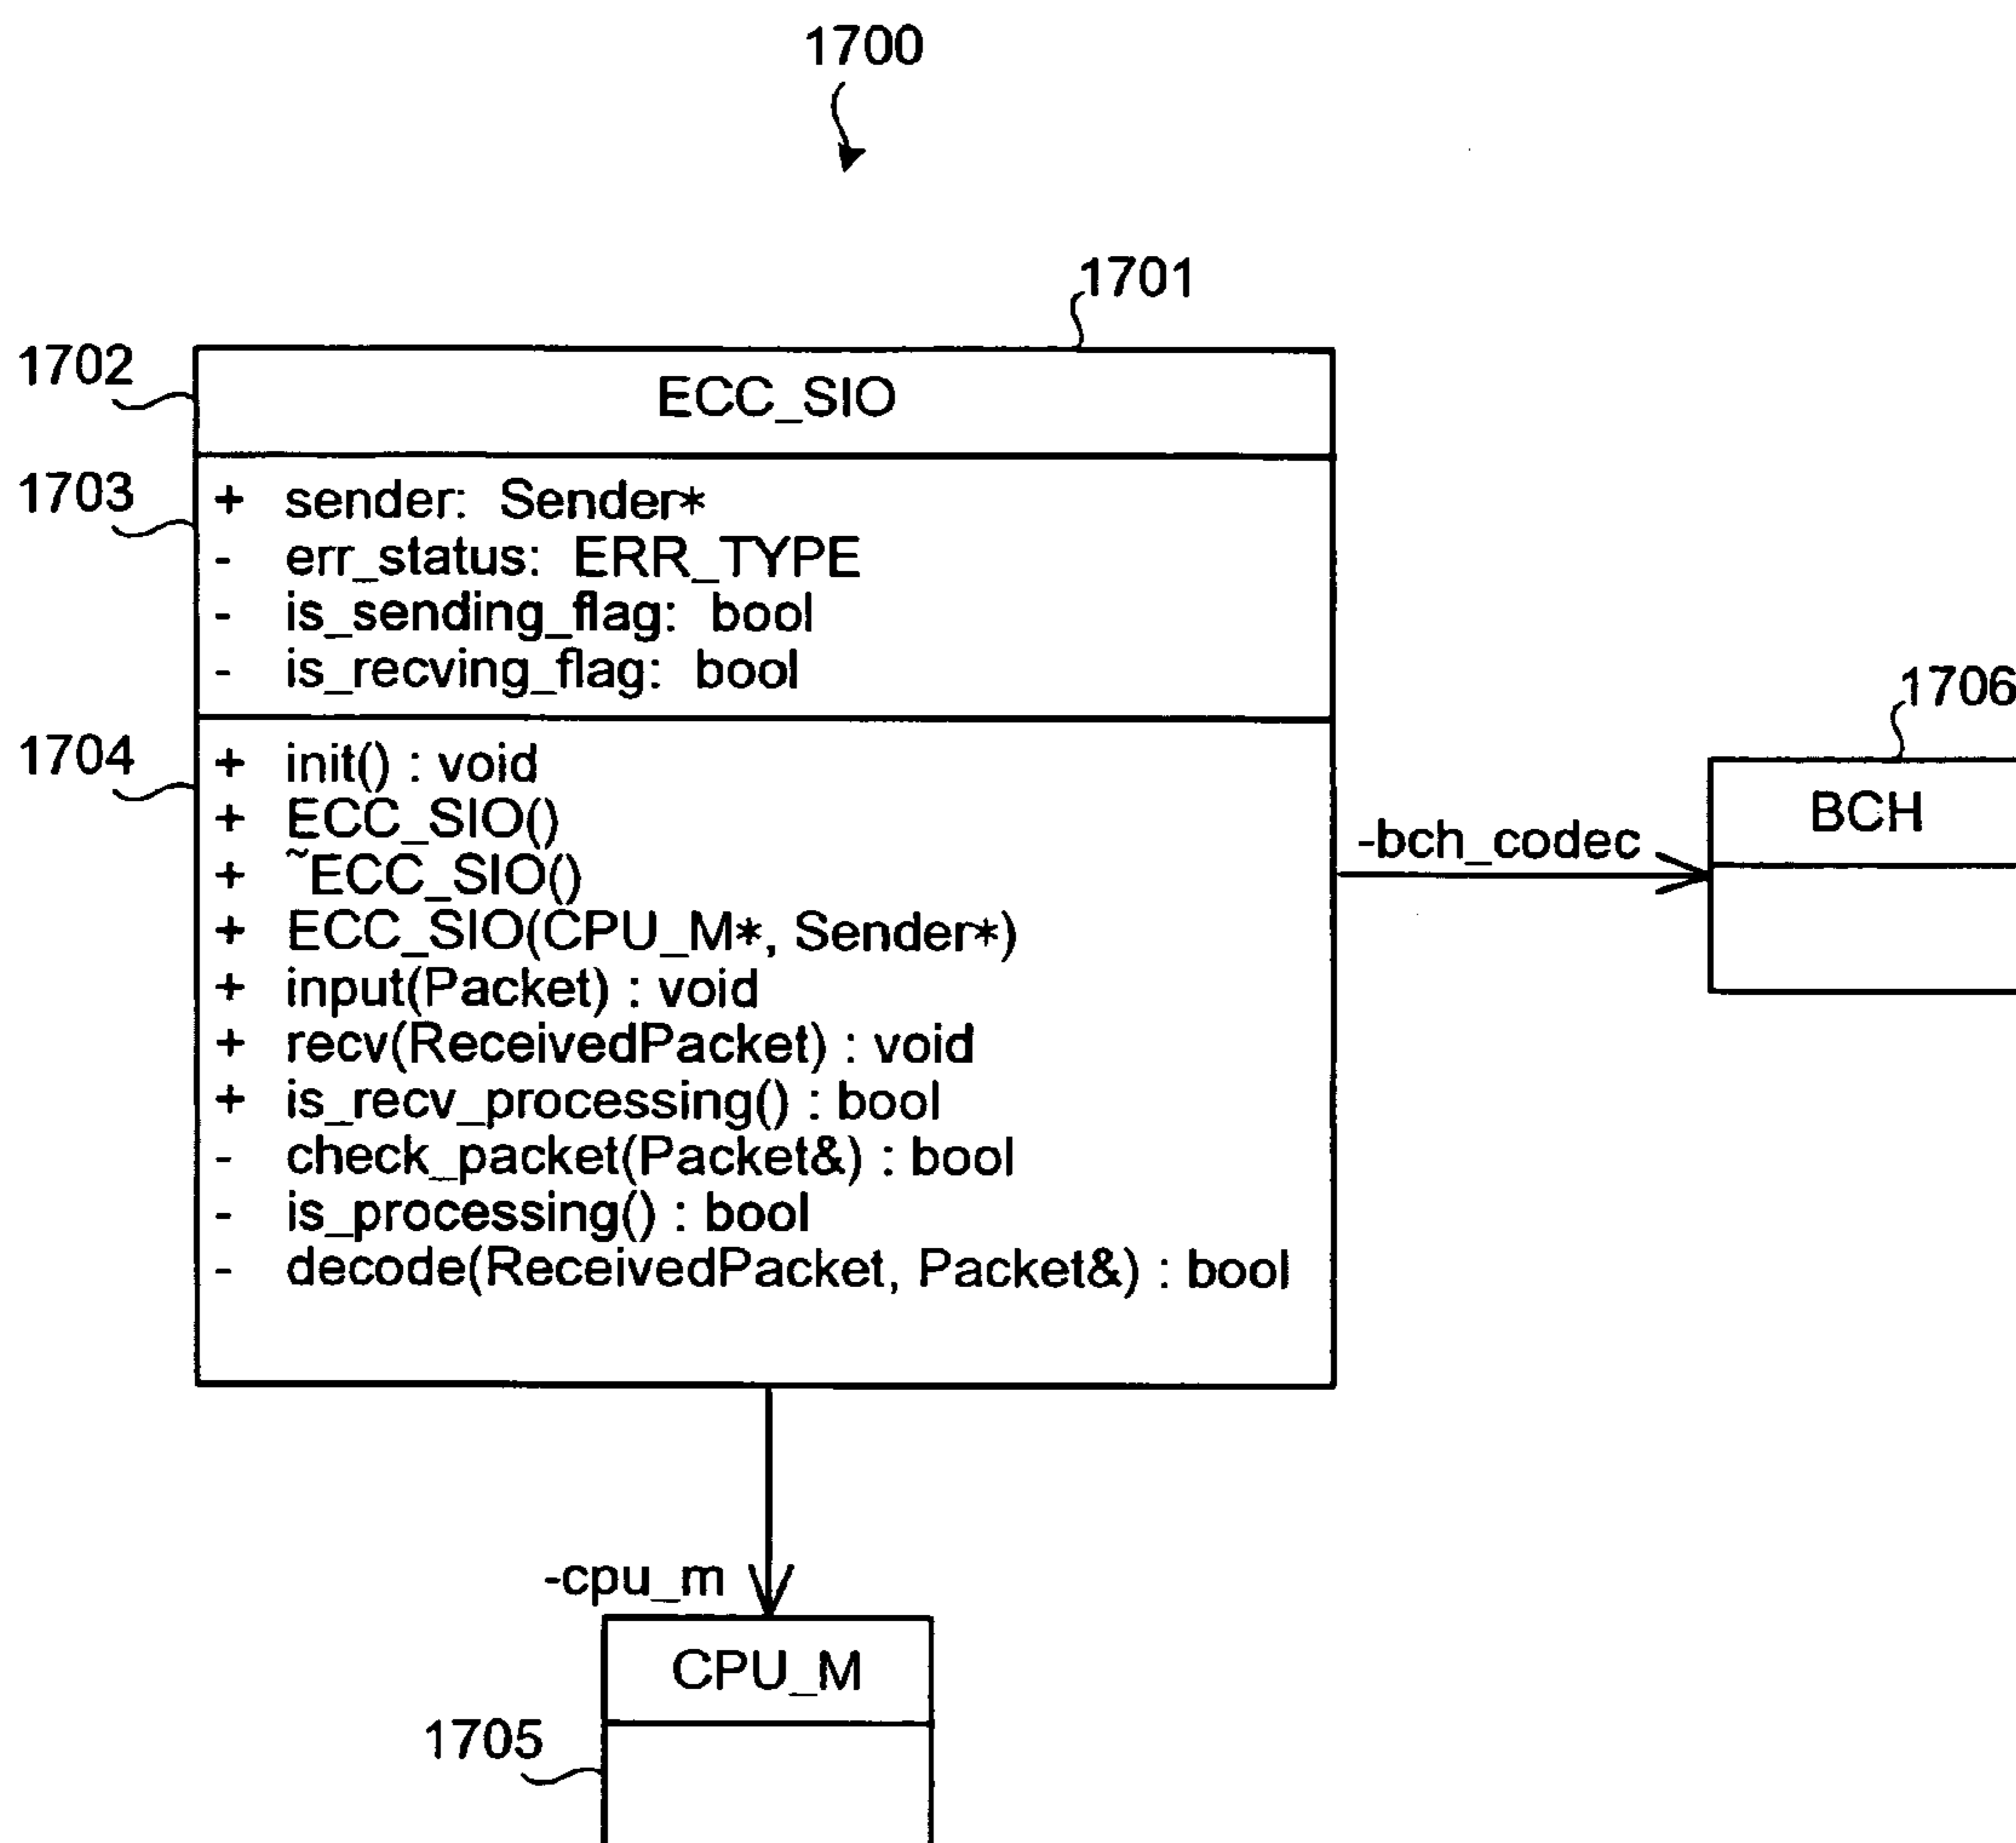 1700
1701
1702
ECC_SIO
1703
+ sender: Sender*
- err_status: ERR_TYPE
- is_sending_flag: bool
- is_recving_flag: bool
1704
+ init() : void
+ ECC_SIO()
+ ~ECC_SIO()
+ ECC_SIO(CPU_M*, Sender*)
+ input(Packet) : void
+ recv(ReceivedPacket) : void
+ is_recv_processing() : bool
- check_packet(Packet&) : bool
- is_processing() : bool
- decode(ReceivedPacket, Packet&) : bool
1706
BCH
-bch_codec
-cpu_m
CPU_M
1705